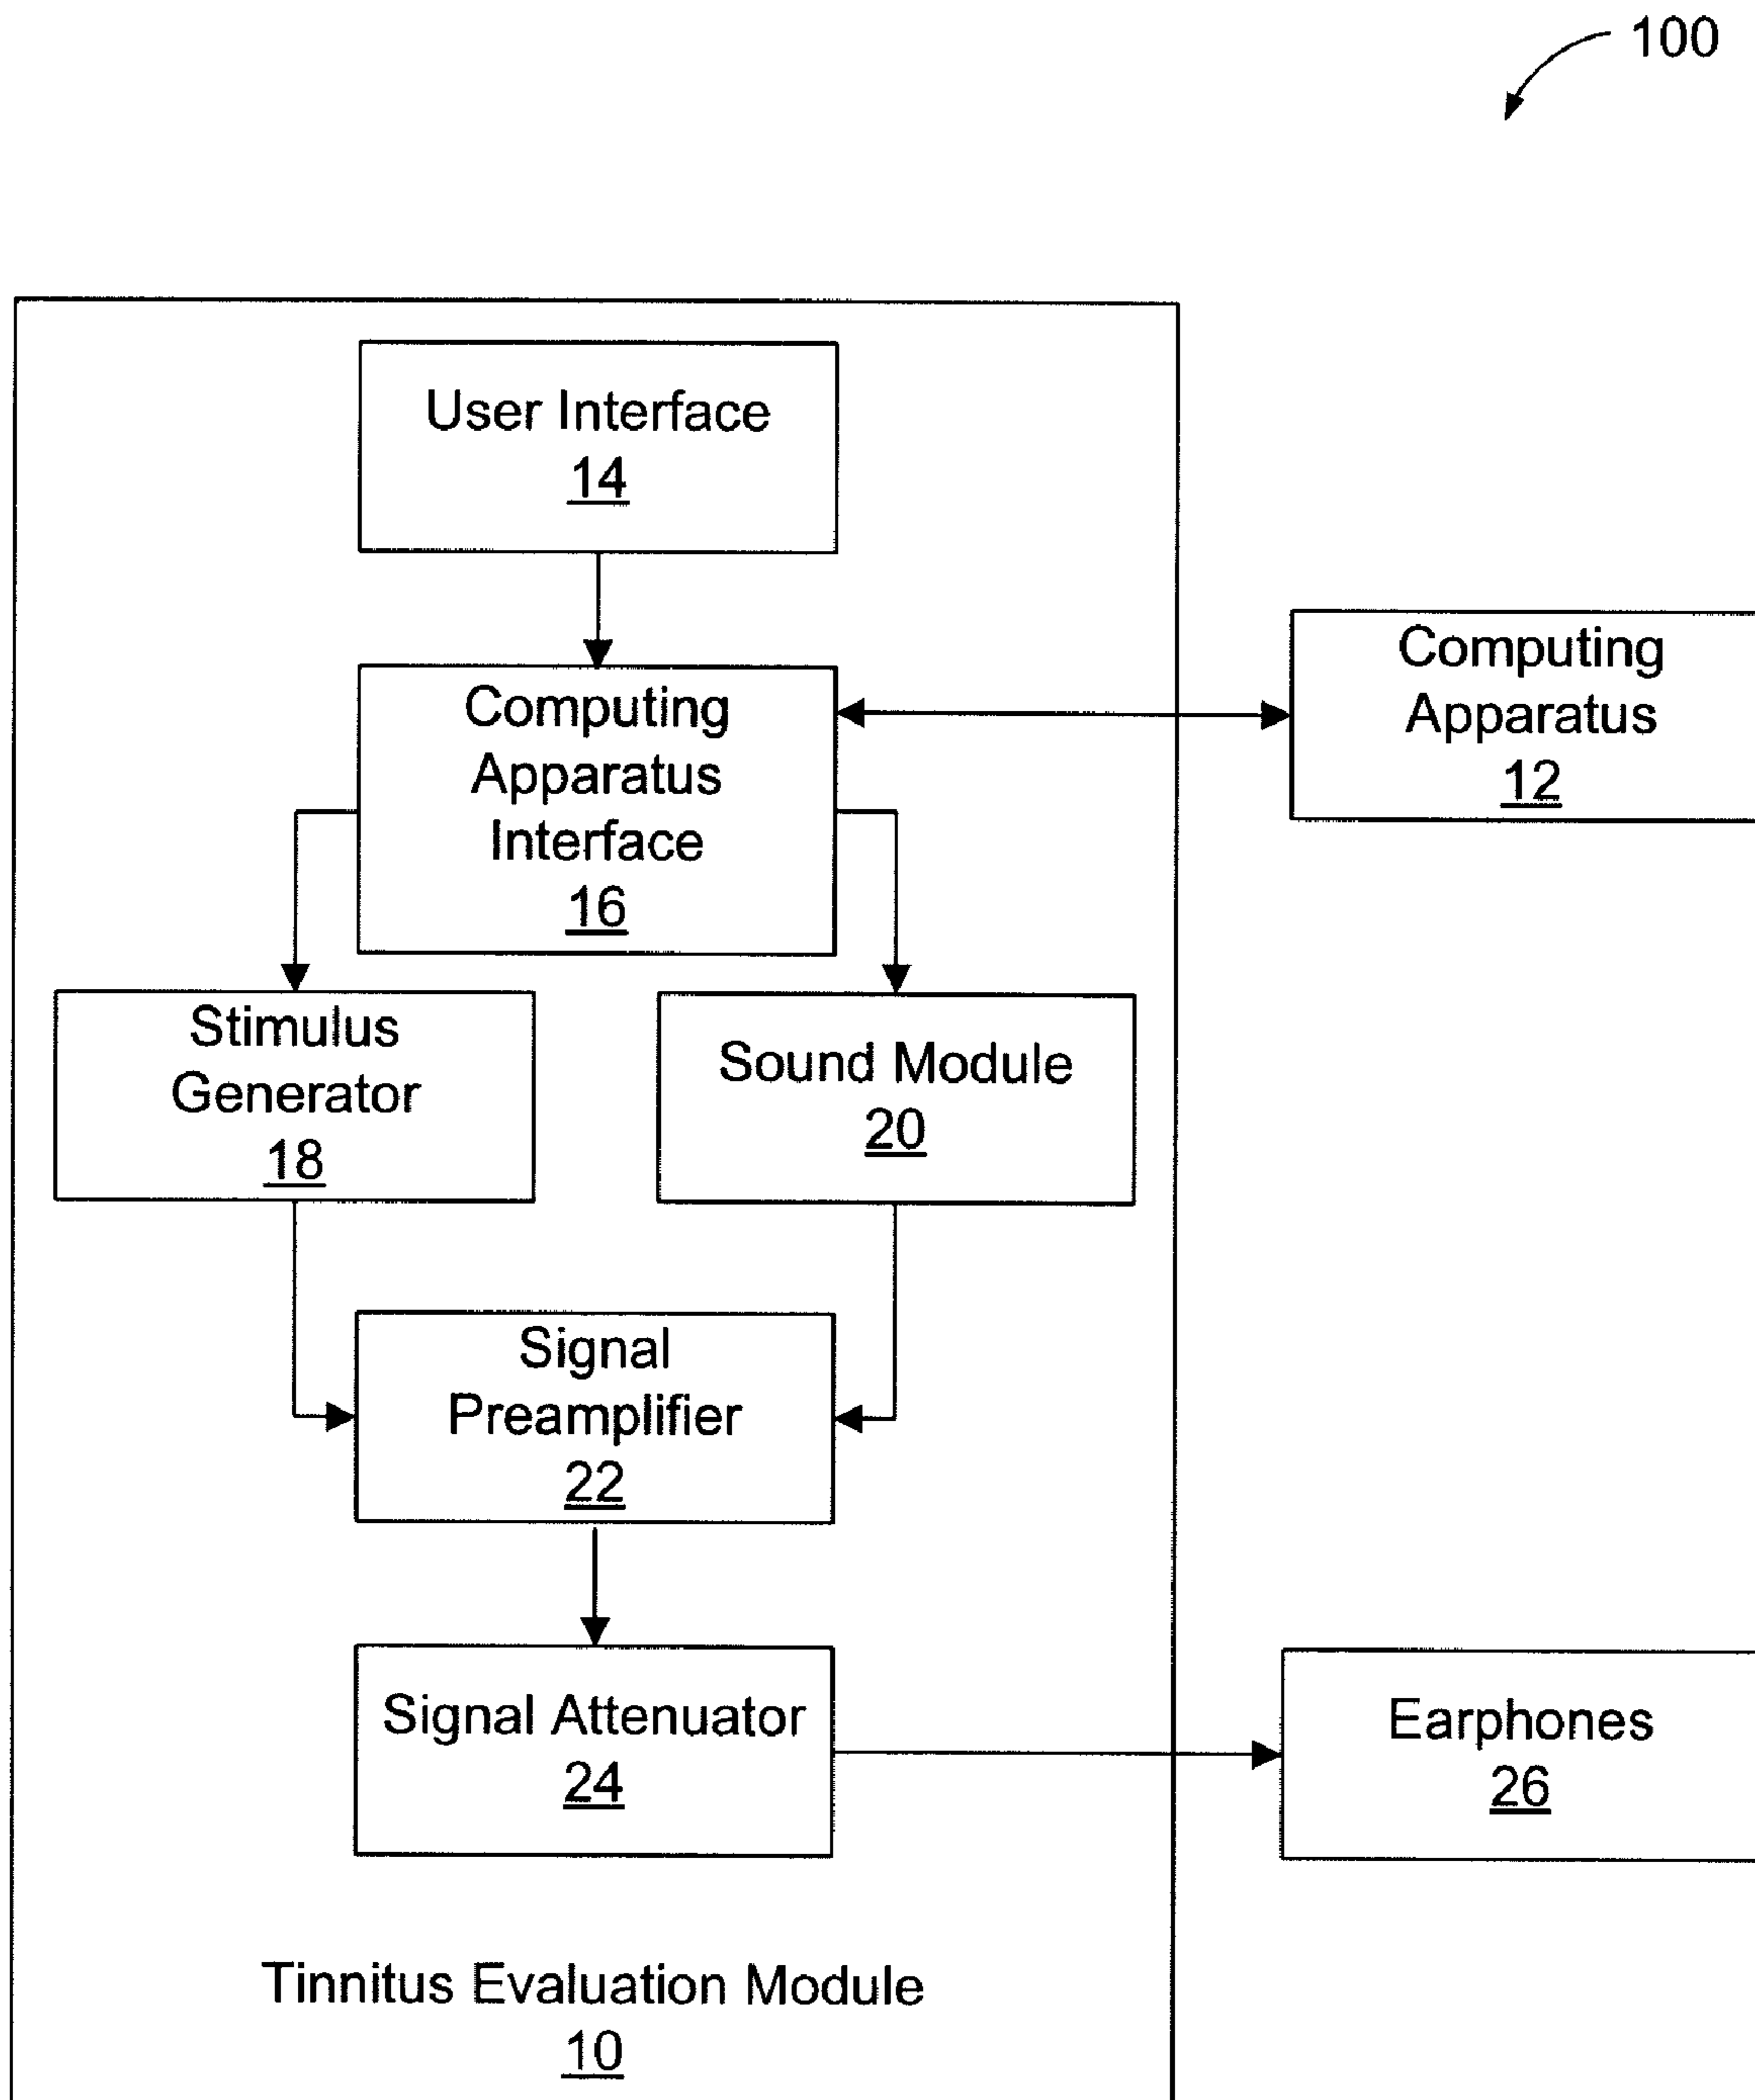 100
User Interface
14
Computing
Apparatus
Interface
16
Computing
Apparatus
12
Stimulus
Generator
18
Sound Module
20
Signal
Preamplifier
22
Signal Attenuator
24
Earphones
26
Tinnitus Evaluation Module
10